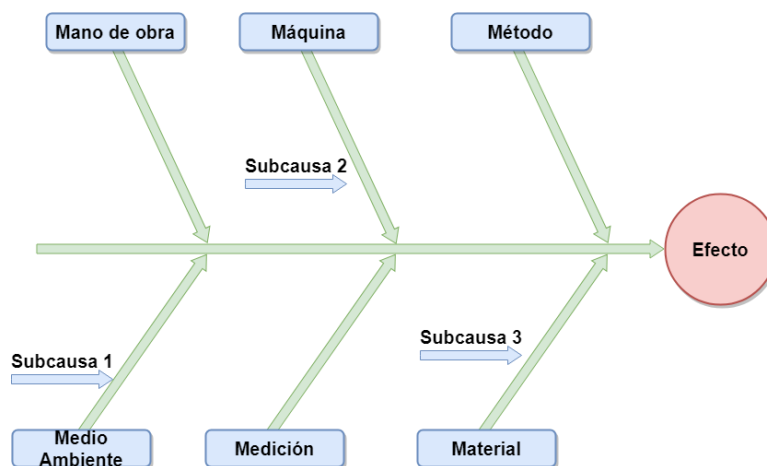 Mano de obra
Máquina
Método
Subcausa 2
Efecto
Subcausa 1
Subcausa 3
Medio
Ambiente
Medición
Material